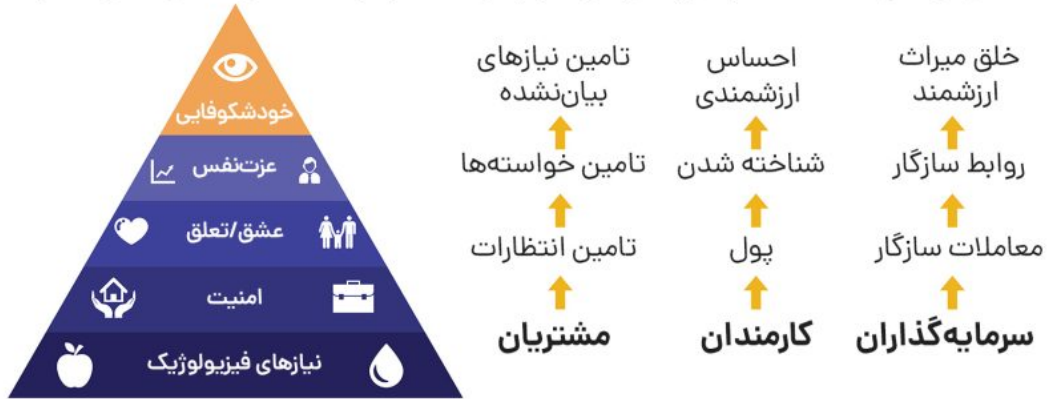 خودشکوفایی
عزت‌نفس
عشق/تعلق
امنیت
نیازهای فیزیولوژیک
خلق میراث
ارزشمند
روابط سازگار
معاملات سازگار
سرمایه‌گذاران
احساس
ارزشمندی
شناخته شدن
پول
کارمندان
تامین نیازهای
بیان‌نشده
تامین خواسته‌ها
تامین انتظارات
مشتریان